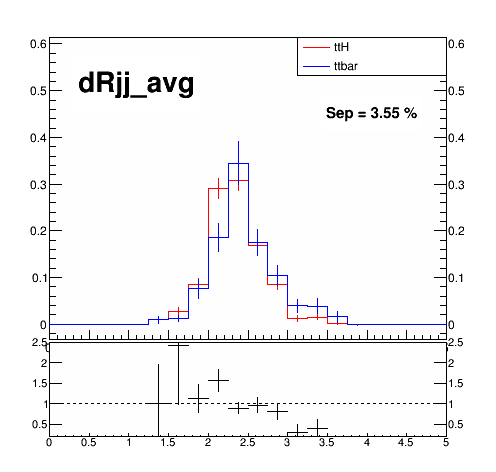 dRjj_avg
ttH
ttbar
Sep = 3.55 %
0.6 0.6
0.5 0.5
0.4 0.4
0.3 0.3
0.2 0.2
0.1 0.1
0 0
2.5 2.5
2 2
1.5 1.5
1 1
0.5 0.5
0 0.5 1 1.5 2 2.5 3 3.5 4 4.5 5